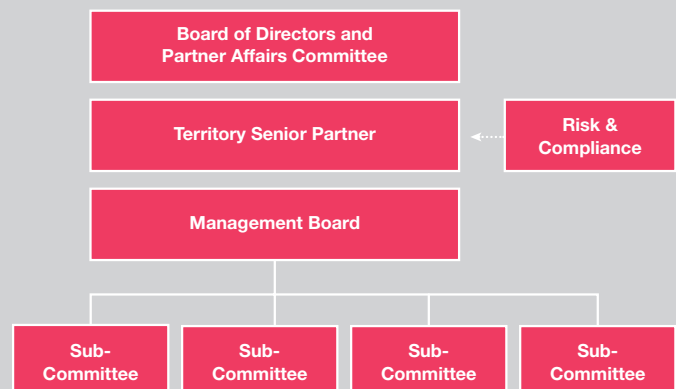 Board of Directors and
Partner Affairs Committee
Territory Senior Partner
Risk &
Compliance
Management Board
Sub-
Committee
Sub-
Committee
Sub-
Committee
Sub-
Committee